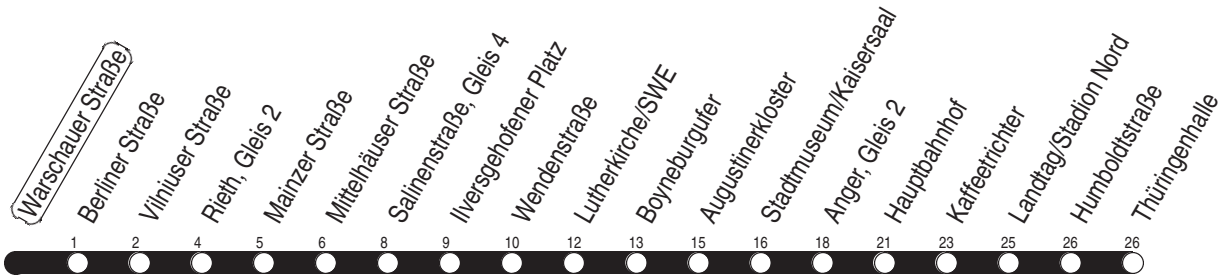 Warschauer Straße
Berliner Straße
Vilniuser Straße
Rieth, Gleis 2
Mainzer Straße
Mittelhäuser Straße
Salinenstraße, Gleis 4
Ilversgehofener Platz
Wendenstraße
Lutherkirche/SWE
Boyneburgufer
Augustinerkloster
Stadtmuseum/Kaisersaal
Anger, Gleis 2
Hauptbahnhof
Kaffeetrichter
Landtag/Stadion Nord
Humboldtstraße
Thüringenhalle
1 2 4 5 6 8 9 10 12 13 15 16 18 21 23 25 26 26